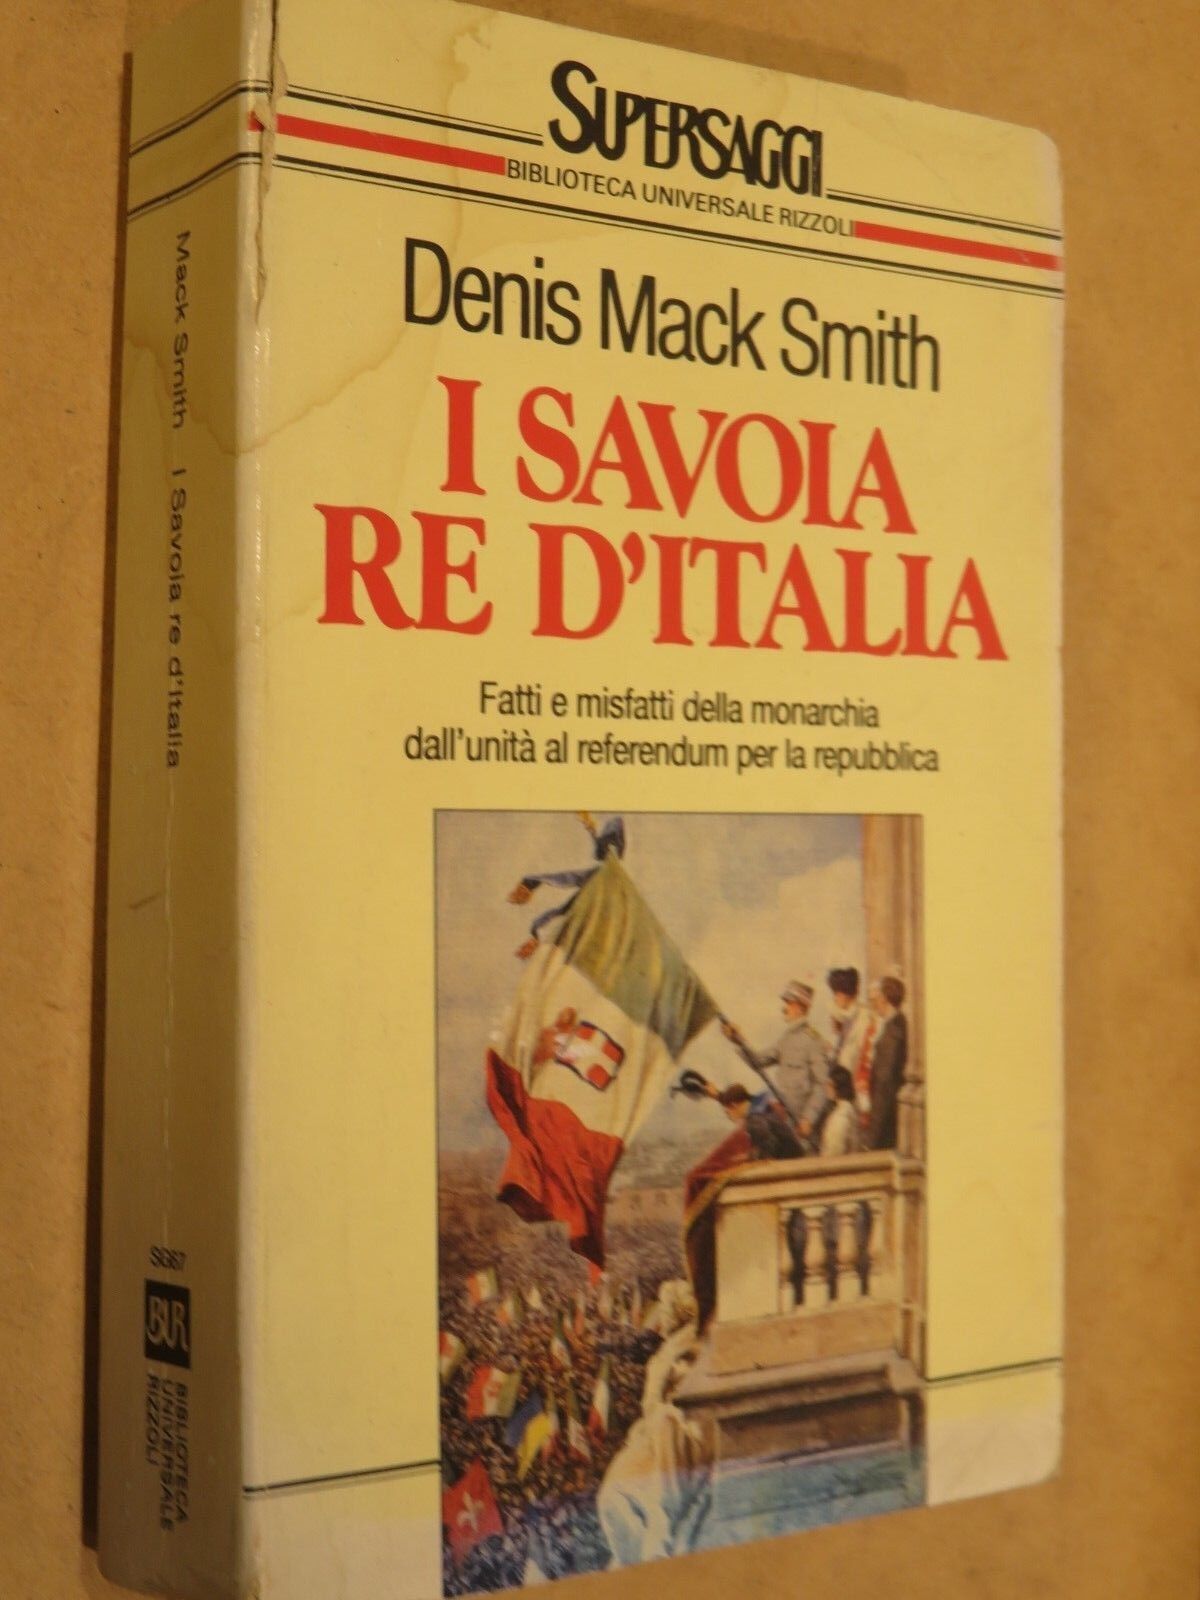 SUPERSAGGI
BIBLIOTECA UNIVERSALE RIZZOLI
Denis Mack Smith
I SAVOIA
RE D'ITALIA
Fatti e misfatti della monarchia
dall'unità al referendum per la repubblica
Mack Smith I Savoia re d'Italia
SG67
BUR
BIBLIOTECA
UNIVERSALE
RIZZOLI